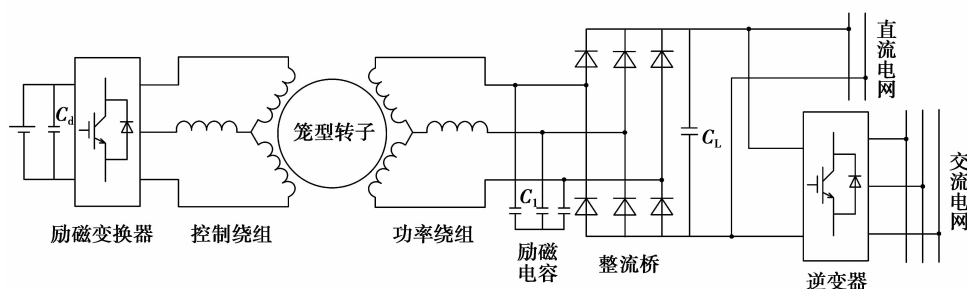 C_d
励磁变换器
控制绕组
笼型转子
功率绕组
C_1
励磁
电容
整流桥
C_L
直流电网
逆变器
交流电网